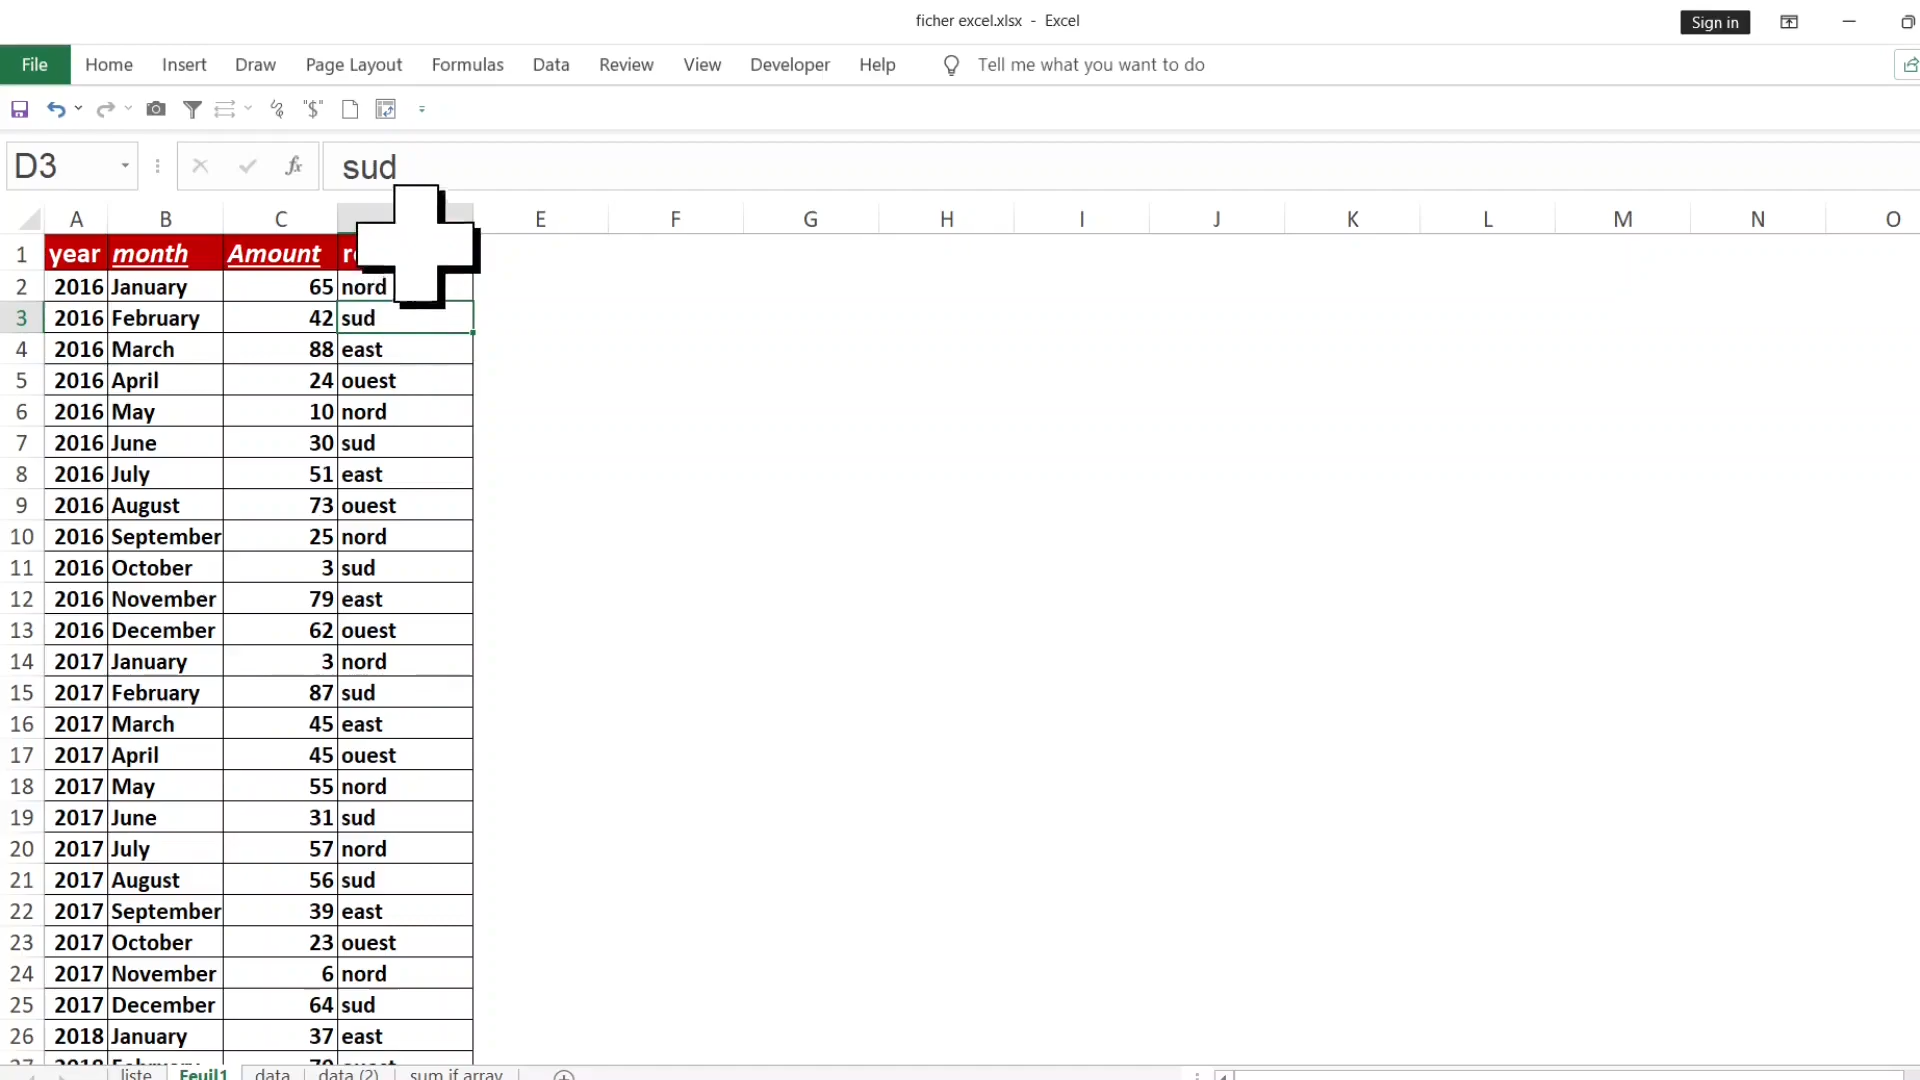 ficher excel.xlsx - Excel
Sign in
File Home Insert Draw Page Layout Formulas Data Review View Developer Help Tell me what you want to do
"$"
D3 fx sud
A B C E F G H I J K L M N O
1 year month Amount
2 2016 January 65 nord
3 2016 February 42 sud
4 2016 March 88 east
5 2016 April 24 ouest
6 2016 May 10 nord
7 2016 June 30 sud
8 2016 July 51 east
9 2016 August 73 ouest
10 2016 September 25 nord
11 2016 October 3 sud
12 2016 November 79 east
13 2016 December 62 ouest
14 2017 January 3 nord
15 2017 February 87 sud
16 2017 March 45 east
17 2017 April 45 ouest
18 2017 May 55 nord
19 2017 June 31 sud
20 2017 July 57 nord
21 2017 August 56 sud
22 2017 September 39 east
23 2017 October 23 ouest
24 2017 November 6 nord
25 2017 December 64 sud
26 2018 January 37 east
27 2018 February 70 ouest
liste Feuil1 data data (2) sum if array